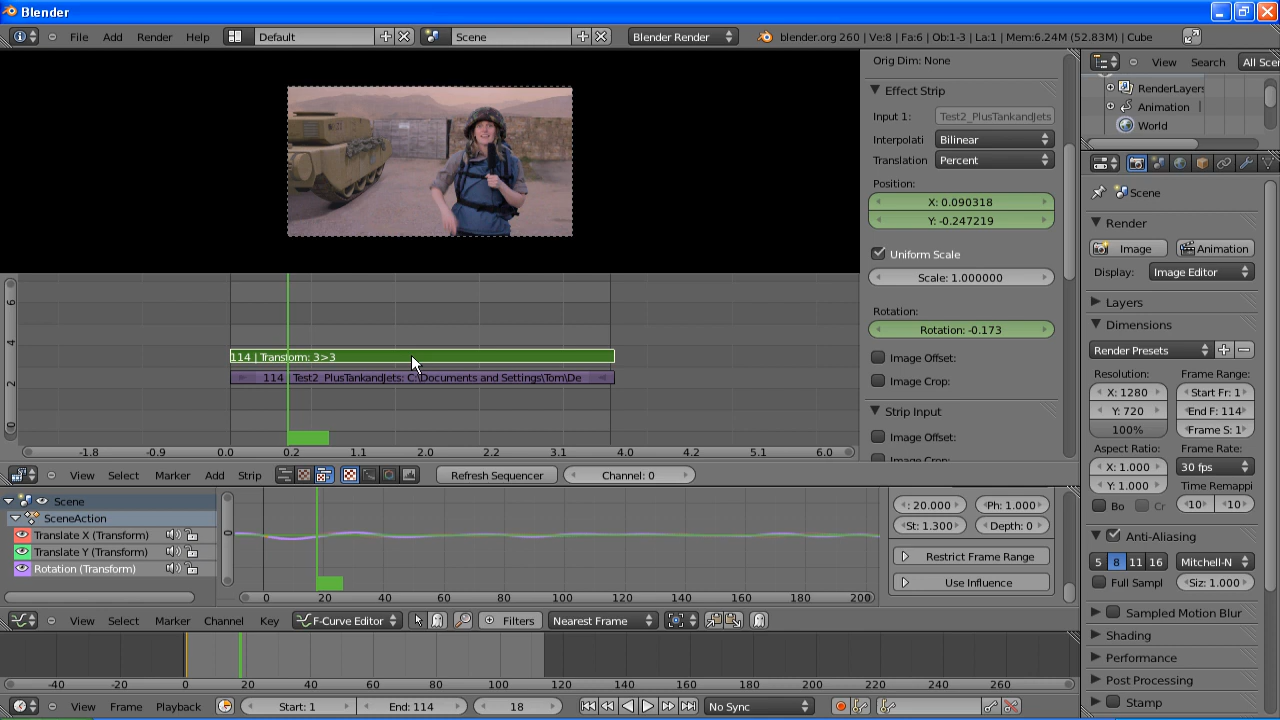 Blender
File Add Render Help Default Scene Blender Render blender.org 260 | Ve:8 | Fa:6 | Ob:1-3 | La:1 | Mem:6.24M (52.83M) | Cube
Orig Dim: None
Effect Strip
Input 1: Test2_PlusTankandJets
Interpolati Bilinear
Translation Percent
Position:
X: 0.090318
Y: -0.247219
Uniform Scale
Scale: 1.000000
Rotation:
Rotation: -0.173
Image Offset:
Image Crop:
Strip Input
Image Offset:
View Search All Scer
RenderLayers
Animation
World
Scene
Render
Image Animation
Display: Image Editor
Layers
Dimensions
Render Presets
Resolution: Frame Range:
X: 1280 Start Fr: 1
Y: 720 End F: 114
100% Frame S: 1
Aspect Ratio: Frame Rate:
X: 1.000 30 fps
Y: 1.000 Time Remappi
Bo Cr 10 10
Anti-Aliasing
5 8 11 16 Mitchell-N
Full Sampl Siz: 1.000
Sampled Motion Blur
Shading
Performance
Post Processing
Stamp
6
4
2
0
114 | Transform: 3>3
114 | Test2_PlusTankandJets: C:\Documents and Settings\Tom\De
-1.8 -0.9 0.0 0.2 1.1 2.0 2.2 3.1 4.0 4.2 5.1 6.0
View Select Marker Add Strip Refresh Sequencer Channel: 0
Scene
SceneAction
Translate X (Transform)
Translate Y (Transform)
Rotation (Transform)
0
0 20 40 60 80 100 120 140 160 180 200
: 20.000 Ph: 1.000
St: 1.300 Depth: 0
Restrict Frame Range
Use Influence
View Select Marker Channel Key F-Curve Editor Filters Nearest Frame
-40 -20 0 20 40 60 80 100 120 140 160 180 200 220 240 260
View Frame Playback Start: 1 End: 114 18 No Sync